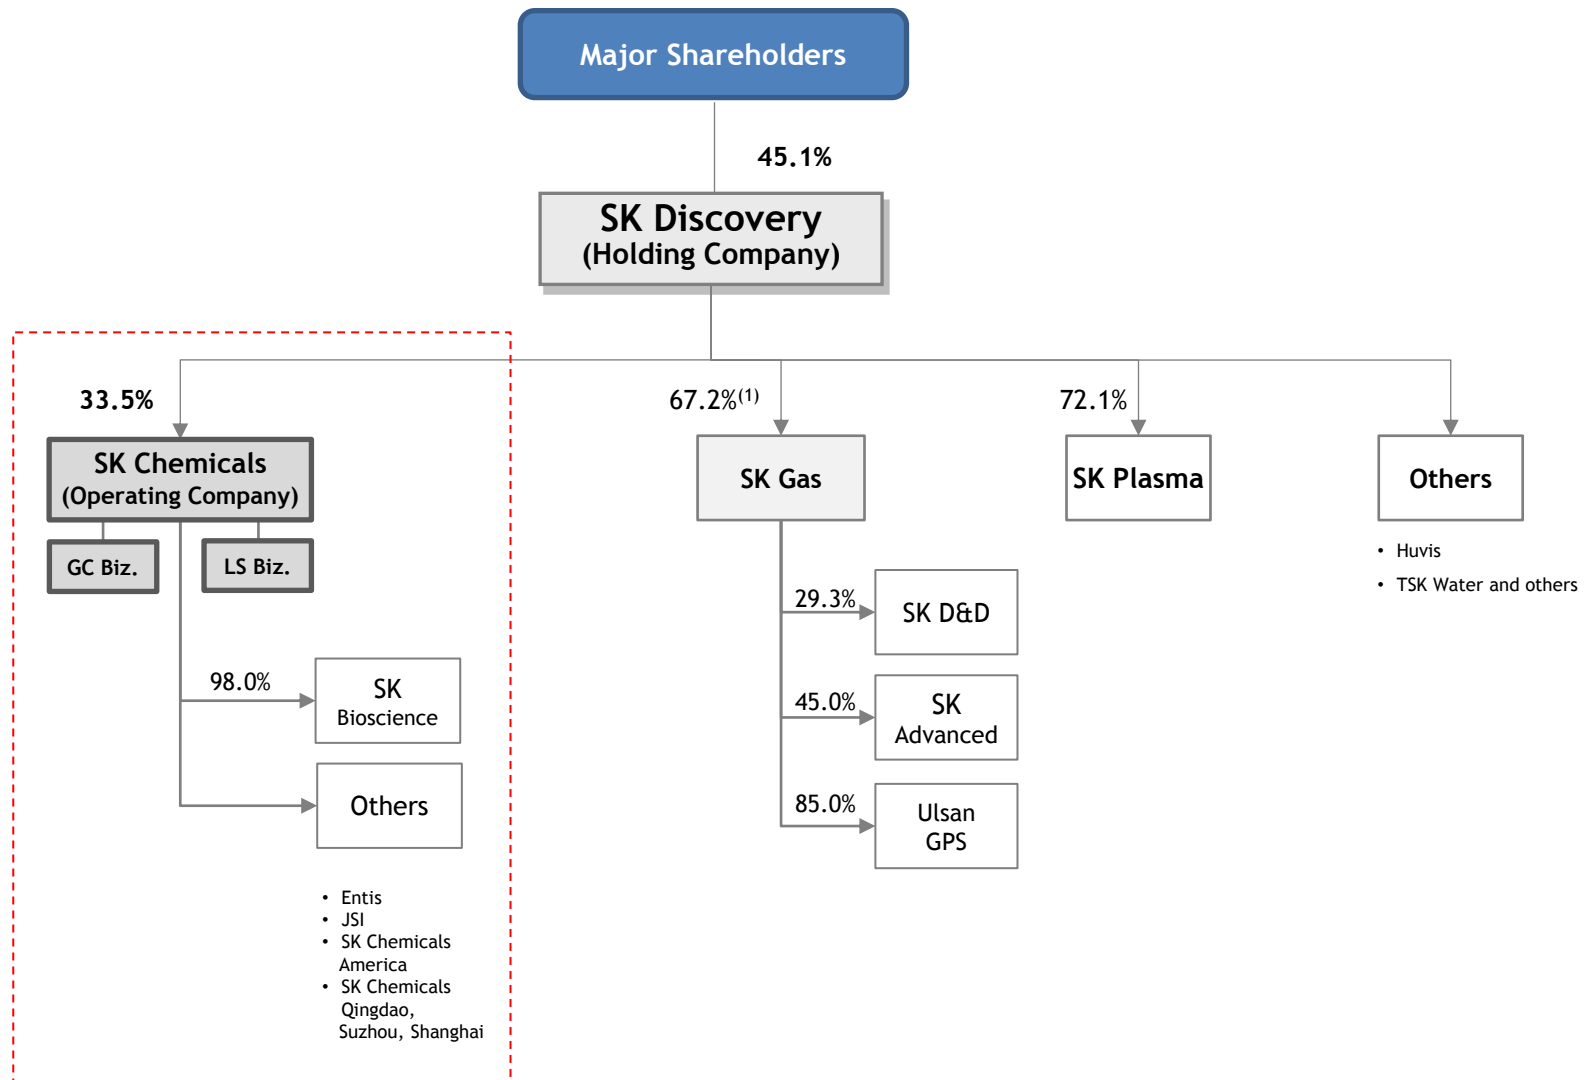 Major Shareholders
45.1%
SK Discovery
(Holding Company)
33.5%
67.2%(1)
72.1%
SK Chemicals
(Operating Company)
GC Biz.
LS Biz.
98.0%
SK
Bioscience
Others
• Entis
• JSI
• SK Chemicals
America
• SK Chemicals
Qingdao,
Suzhou, Shanghai
SK Gas
29.3%
SK D&D
45.0%
SK
Advanced
85.0%
Ulsan
GPS
SK Plasma
Others
• Huvis
• TSK Water and others